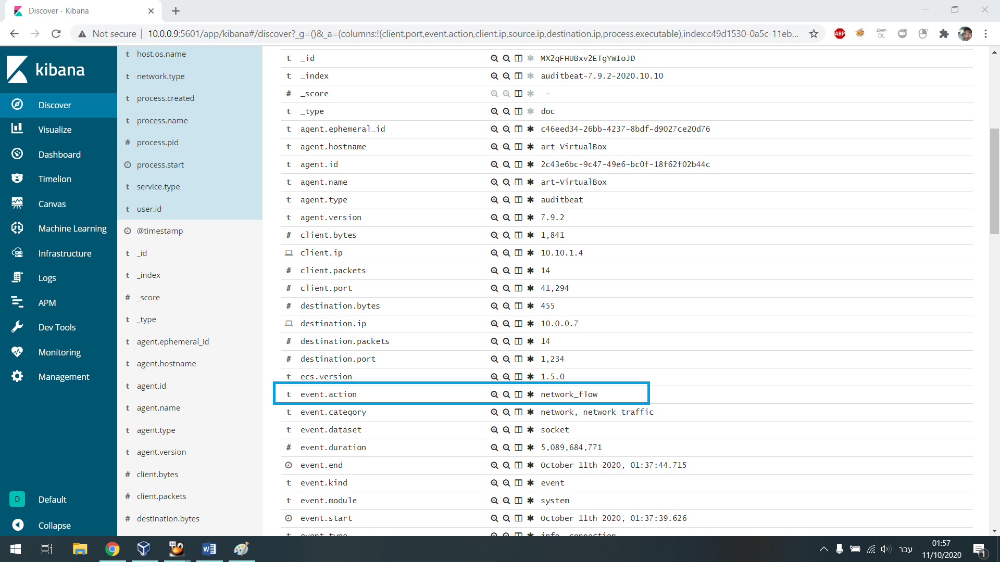 Discover - Kibana
Not secure | 10.0.0.9:5601/app/kibana#/discover?_g=()&_a=(columns:!(client.port,event.action,client.ip,source.ip,destination.ip,process.executable),index:c49d1530-0a5c-11eb...
ABP
Zoom
DL
kibana
Discover
Visualize
Dashboard
Timelion
Canvas
Machine Learning
Infrastructure
Logs
APM
Dev Tools
Monitoring
Management
D Default
Collapse
t host.os.name
t network.type
t process.created
t process.name
# process.pid
process.start
t service.type
t user.id
@timestamp
t _id
t _index
# _score
t _type
t agent.ephemeral_id
t agent.hostname
t agent.id
t agent.name
t agent.type
t agent.version
# client.bytes
# client.packets
# destination.bytes
t _id MX2qFHUBxv2ETgYWIoJD
t _index auditbeat-7.9.2-2020.10.10
# _score -
t _type doc
t agent.ephemeral_id c46eed34-26bb-4237-8bdf-d9027ce20d76
t agent.hostname art-VirtualBox
t agent.id 2c43e6bc-9c47-49e6-bc0f-18f62f02b44c
t agent.name art-VirtualBox
t agent.type auditbeat
t agent.version 7.9.2
# client.bytes 1,841
client.ip 10.10.1.4
# client.packets 14
# client.port 41,294
# destination.bytes 455
destination.ip 10.0.0.7
# destination.packets 14
# destination.port 1,234
t ecs.version 1.5.0
t event.action network_flow
t event.category network, network_traffic
t event.dataset socket
# event.duration 5,089,684,771
event.end October 11th 2020, 01:37:44.715
t event.kind event
t event.module system
event.start October 11th 2020, 01:37:39.626
t event.type info, connection
64
עבר
01:57
11/10/2020
1